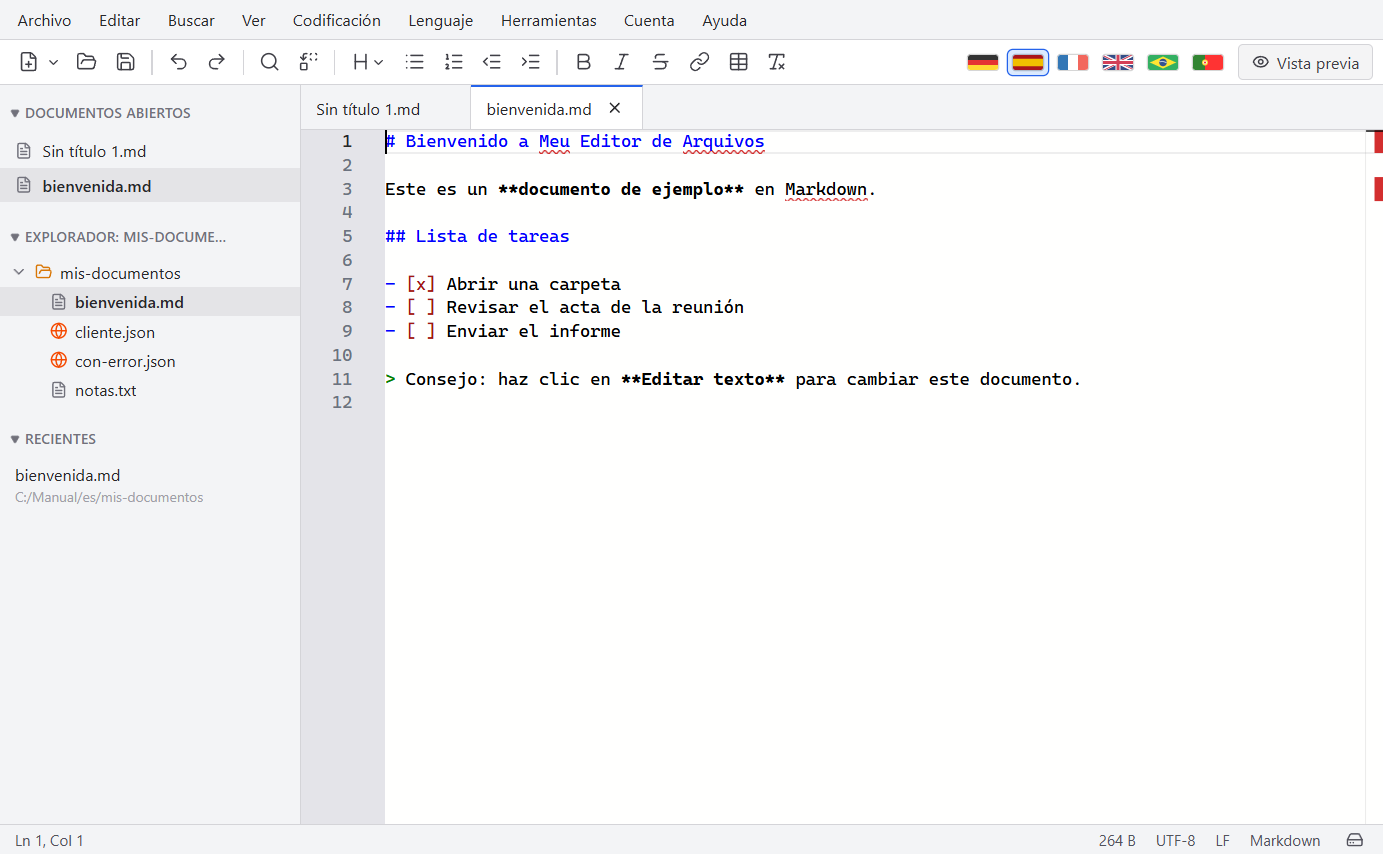 Archivo Editar Buscar Ver Codificación Lenguaje Herramientas Cuenta Ayuda
Vista previa
DOCUMENTOS ABIERTOS
Sin título 1.md
bienvenida.md
EXPLORADOR: MIS-DOCUME...
mis-documentos
bienvenida.md
cliente.json
con-error.json
notas.txt
RECIENTES
bienvenida.md
C:/Manual/es/mis-documentos
Sin título 1.md bienvenida.md
1 # Bienvenido a Meu Editor de Arquivos
2
3 Este es un **documento de ejemplo** en Markdown.
4
5 ## Lista de tareas
6
7 - [x] Abrir una carpeta
8 - [ ] Revisar el acta de la reunión
9 - [ ] Enviar el informe
10
11 > Consejo: haz clic en **Editar texto** para cambiar este documento.
12
Ln 1, Col 1 264 B UTF-8 LF Markdown